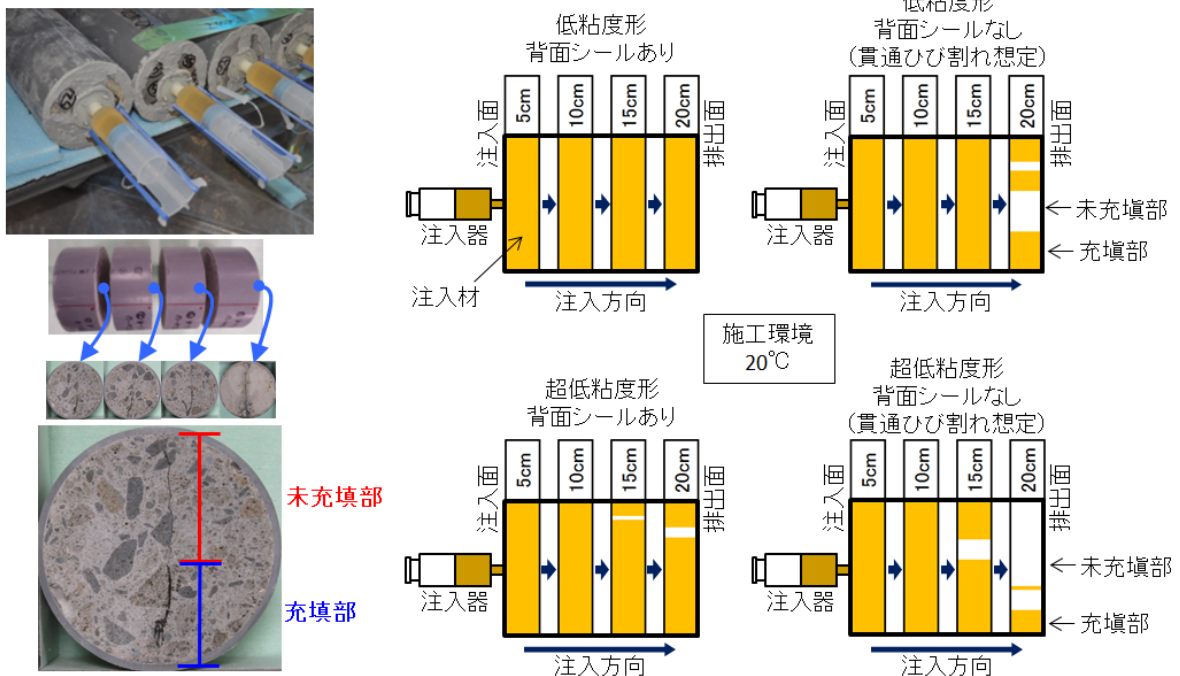 低粘度形
背面シールあり
注入面
5cm
10cm
15cm
20cm
排出面
注入器
注入材
注入方向
低粘度形
背面シールなし
(貫通ひび割れ想定)
注入面
5cm
10cm
15cm
20cm
排出面
未充塡部
充塡部
注入器
注入方向
施工環境
20℃
超低粘度形
背面シールあり
注入面
5cm
10cm
15cm
20cm
排出面
注入器
注入方向
超低粘度形
背面シールなし
(貫通ひび割れ想定)
注入面
5cm
10cm
15cm
20cm
排出面
未充塡部
充塡部
注入器
注入方向
未充填部
充填部